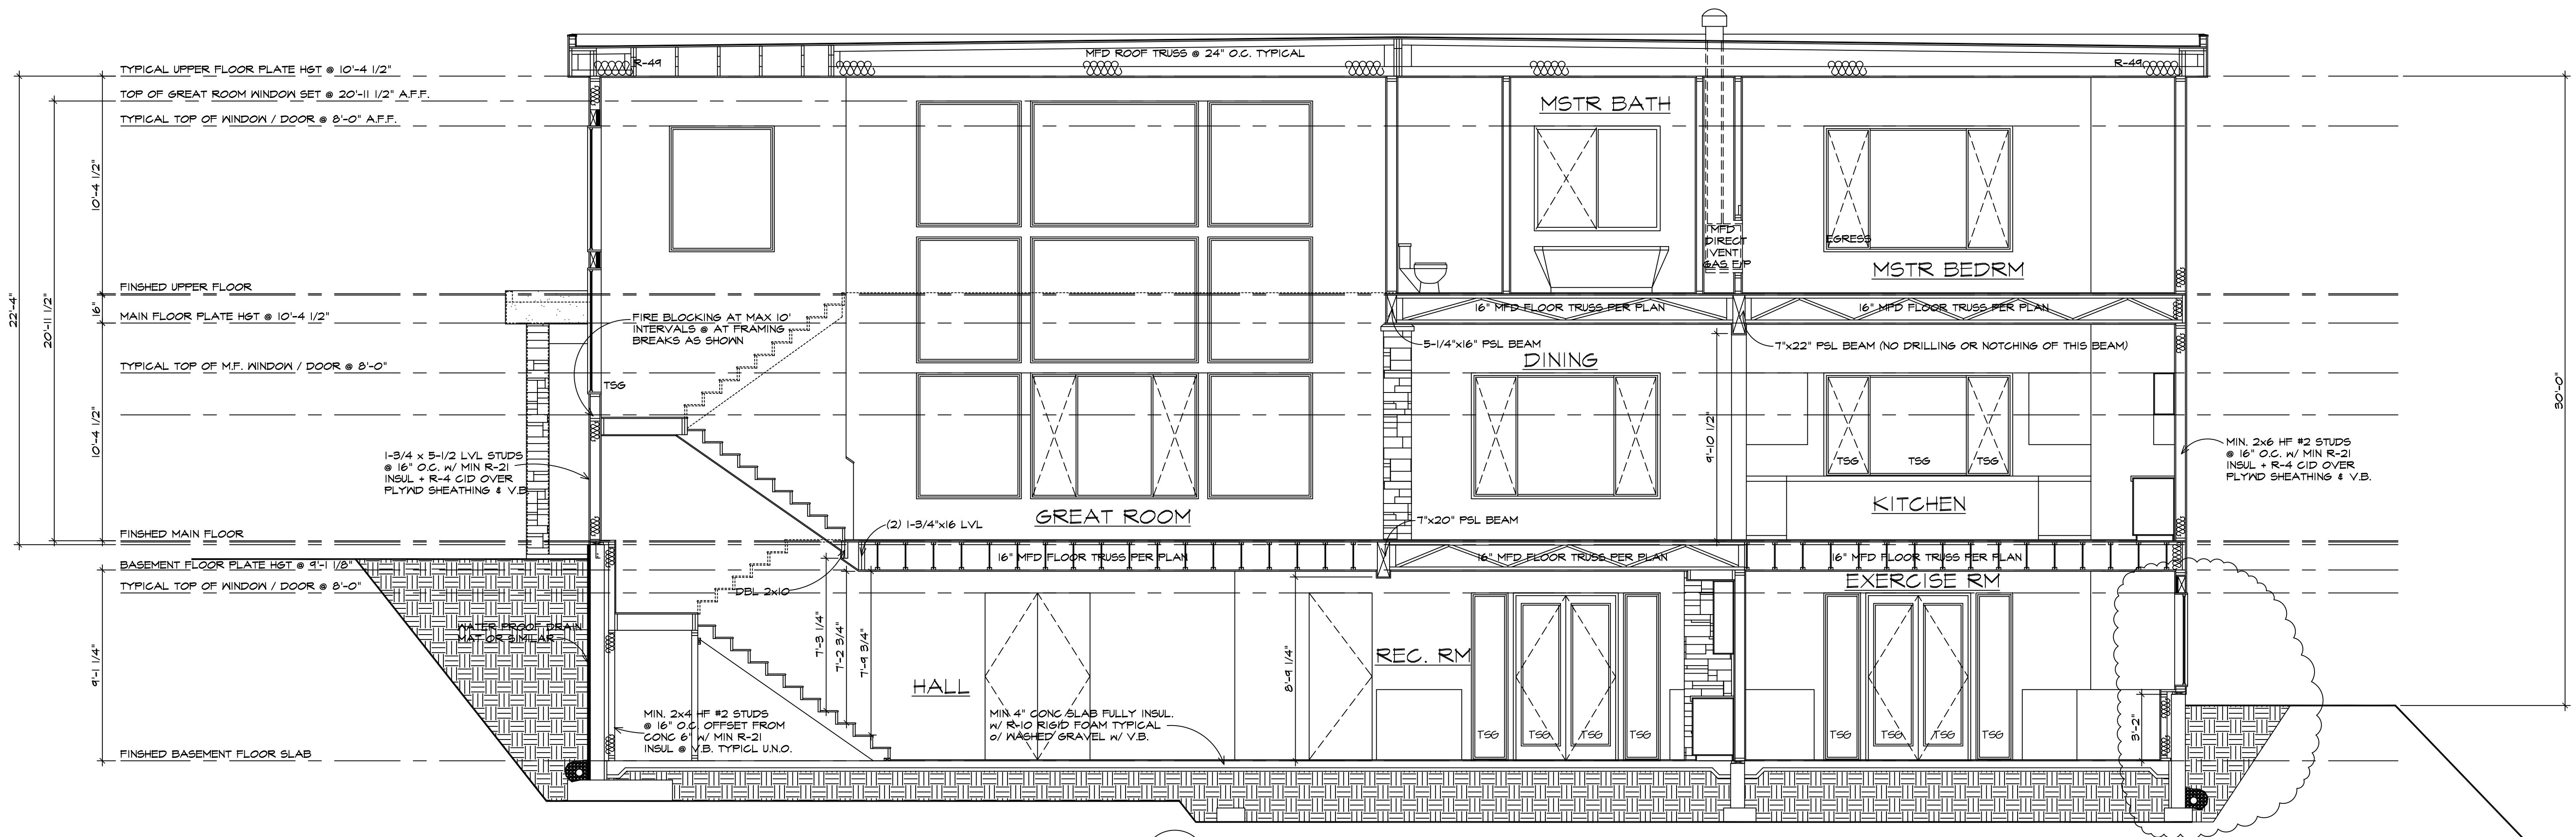 MFD ROOF TRUSS @ 24" O.C. TYPICAL
R-49
R-49
TYPICAL UPPER FLOOR PLATE HGT @ 10'-4 1/2"
TOP OF GREAT ROOM WINDOW SET @ 20'-11 1/2" A.F.F.
TYPICAL TOP OF WINDOW / DOOR @ 8'-0" A.F.F.
MSTR BATH
10'-4 1/2"
MFD
DIRECT
VENT
GAS F/P
EGRESS
MSTR BEDRM
FINSHED UPPER FLOOR
16"
MAIN FLOOR PLATE HGT @ 10'-4 1/2"
22'-4"
20'-11 1/2"
30'-0"
16" MFD FLOOR TRUSS PER PLAN
16" MFD FLOOR TRUSS PER PLAN
FIRE BLOCKING AT MAX 10'
INTERVALS @ AT FRAMING
BREAKS AS SHOWN
5-1/4"x16" PSL BEAM
7"x22" PSL BEAM (NO DRILLING OR NOTCHING OF THIS BEAM)
DINING
TYPICAL TOP OF M.F. WINDOW / DOOR @ 8'-0"
TSG
10'-4 1/2"
9'-10 1/2"
1-3/4 x 5-1/2 LVL STUDS
@ 16" O.C. W/ MIN R-21
INSUL + R-4 CID OVER
PLYWD SHEATHING & V.B.
MIN. 2x6 HF #2 STUDS
@ 16" O.C. W/ MIN R-21
INSUL + R-4 CID OVER
PLYWD SHEATHING & V.B.
TSG
TSG
TSG
KITCHEN
GREAT ROOM
(2) 1-3/4"x16 LVL
7"x20" PSL BEAM
FINSHED MAIN FLOOR
16" MFD FLOOR TRUSS PER PLAN
16" MFD FLOOR TRUSS PER PLAN
16" MFD FLOOR TRUSS PER PLAN
BASEMENT FLOOR PLATE HGT @ 9'-1 1/8"
TYPICAL TOP OF WINDOW / DOOR @ 8'-0"
EXERCISE RM
DBL 2x10
WATER PROOF DRAIN
MAT OR SIMILAR
9'-1 1/4"
7'-3 1/4"
7'-2 3/4"
7'-9 3/4"
8'-9 1/4"
REC. RM
HALL
MIN. 2x4 HF #2 STUDS
@ 16" O.C. OFFSET FROM
CONC 6" W/ MIN R-21
INSUL @ V.B. TYPICL U.N.O.
MIN 4" CONC SLAB FULLY INSUL.
W/ R-10 RIGID FOAM TYPICAL
O/ WASHED GRAVEL W/ V.B.
TSG
TSG
TSG
TSG
TSG
TSG
TSG
TSG
3'-2"
FINSHED BASEMENT FLOOR SLAB